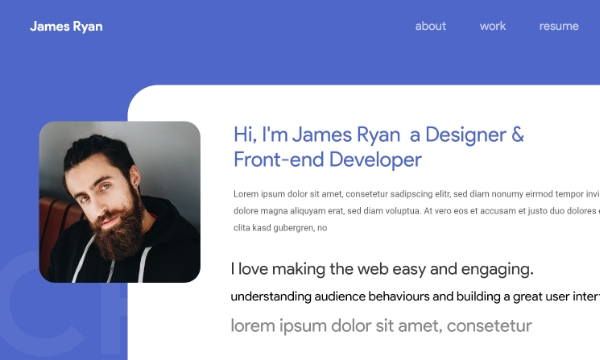 James Ryan
about work resume
Hi, I'm James Ryan a Designer &
Front-end Developer
Lorem ipsum dolor sit amet, consetetur sadipscing elitr, sed diam nonumy eirmod tempor invi
dolore magna aliquyam erat, sed diam voluptua. At vero eos et accusam et justo duo dolores e
clita kasd gubergren, no
I love making the web easy and engaging.
understanding audience behaviours and building a great user inter
lorem ipsum dolor sit amet, consetetur